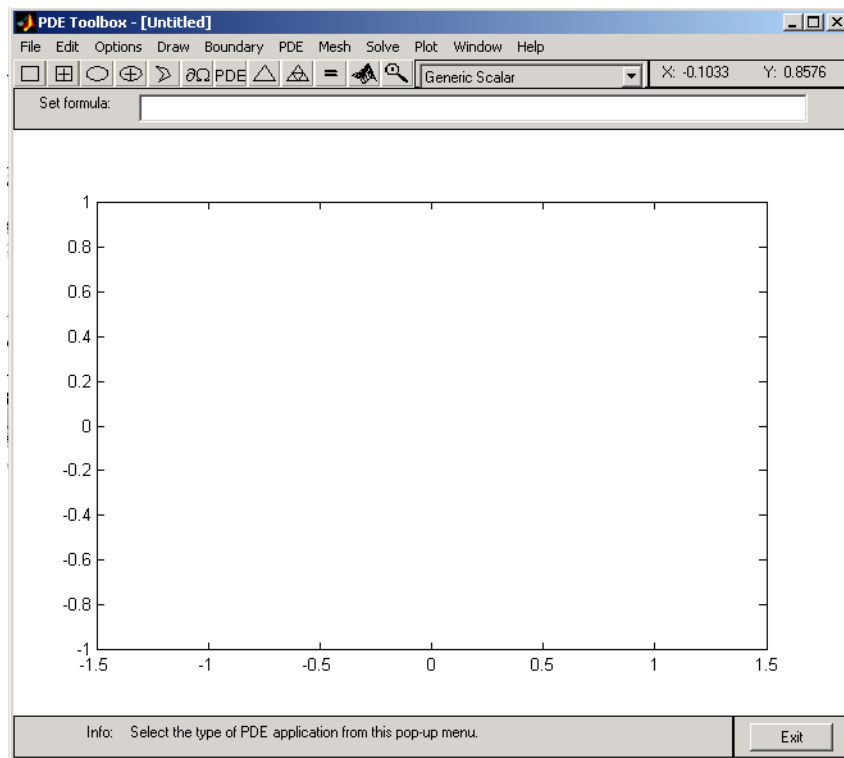 PDE Toolbox - [Untitled]
File Edit Options Draw Boundary PDE Mesh Solve Plot Window Help
∂Ω PDE = Generic Scalar X: -0.1033 Y: 0.8576
Set formula:
1
0.8
0.6
0.4
0.2
0
-0.2
-0.4
-0.6
-0.8
-1
-1.5 -1 -0.5 0 0.5 1 1.5
Info: Select the type of PDE application from this pop-up menu.
Exit